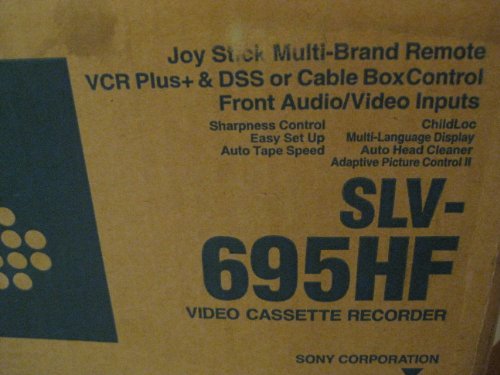 Joy Stick Multi-Brand Remote
VCR Plus+ & DSS or Cable BoxControl
Front Audio/Video Inputs
Sharpness Control
Easy Set Up
Auto Tape Speed
ChildLoc
Multi-Language Display
Auto Head Cleaner
Adaptive Picture Control II
SLV-
695HF
VIDEO CASSETTE RECORDER
SONY CORPORATION